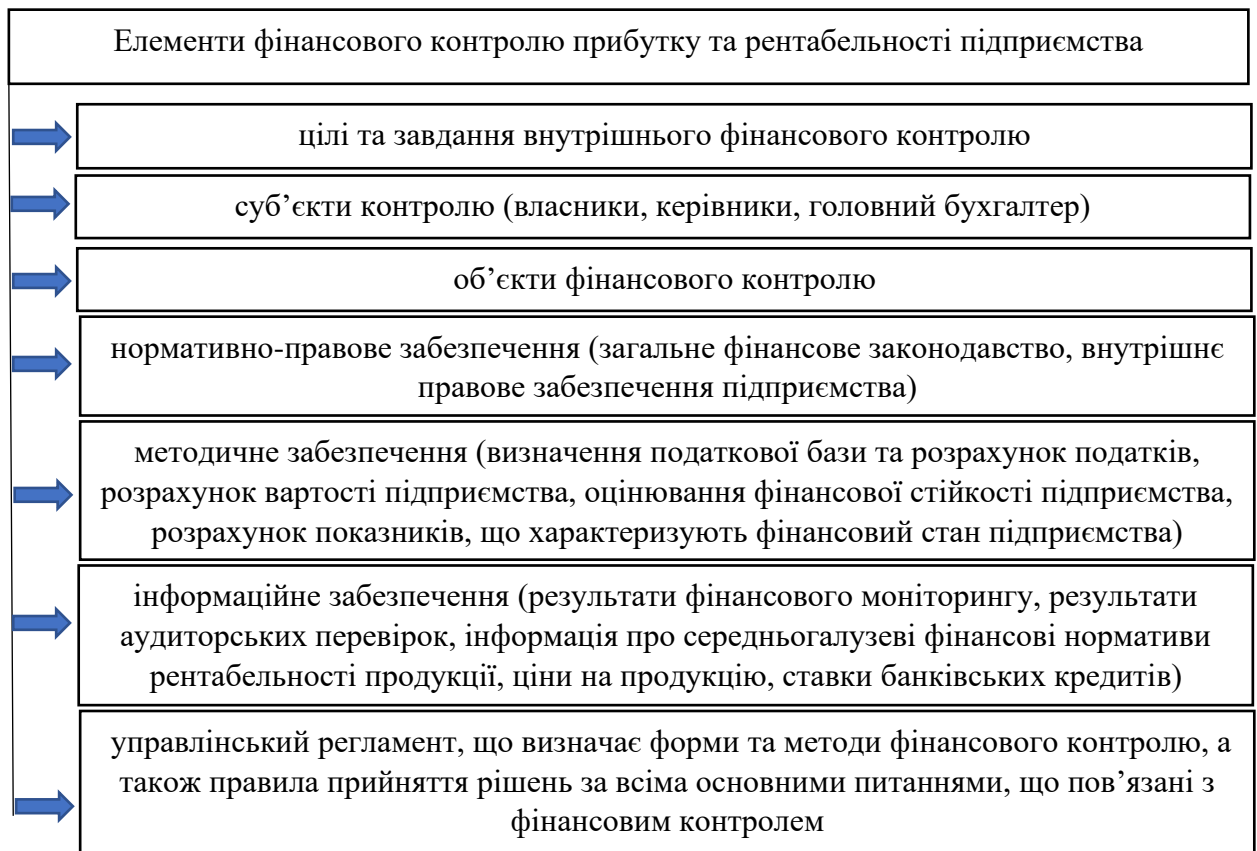 Елементи фінансового контролю прибутку та рентабельності підприємства
цілі та завдання внутрішнього фінансового контролю
суб’єкти контролю (власники, керівники, головний бухгалтер)
об’єкти фінансового контролю
нормативно-правове забезпечення (загальне фінансове законодавство, внутрішнє
правове забезпечення підприємства)
методичне забезпечення (визначення податкової бази та розрахунок податків,
розрахунок вартості підприємства, оцінювання фінансової стійкості підприємства,
розрахунок показників, що характеризують фінансовий стан підприємства)
інформаційне забезпечення (результати фінансового моніторингу, результати
аудиторських перевірок, інформація про середньогалузеві фінансові нормативи
рентабельності продукції, ціни на продукцію, ставки банківських кредитів)
управлінський регламент, що визначає форми та методи фінансового контролю, а
також правила прийняття рішень за всіма основними питаннями, що пов’язані з
фінансовим контролем